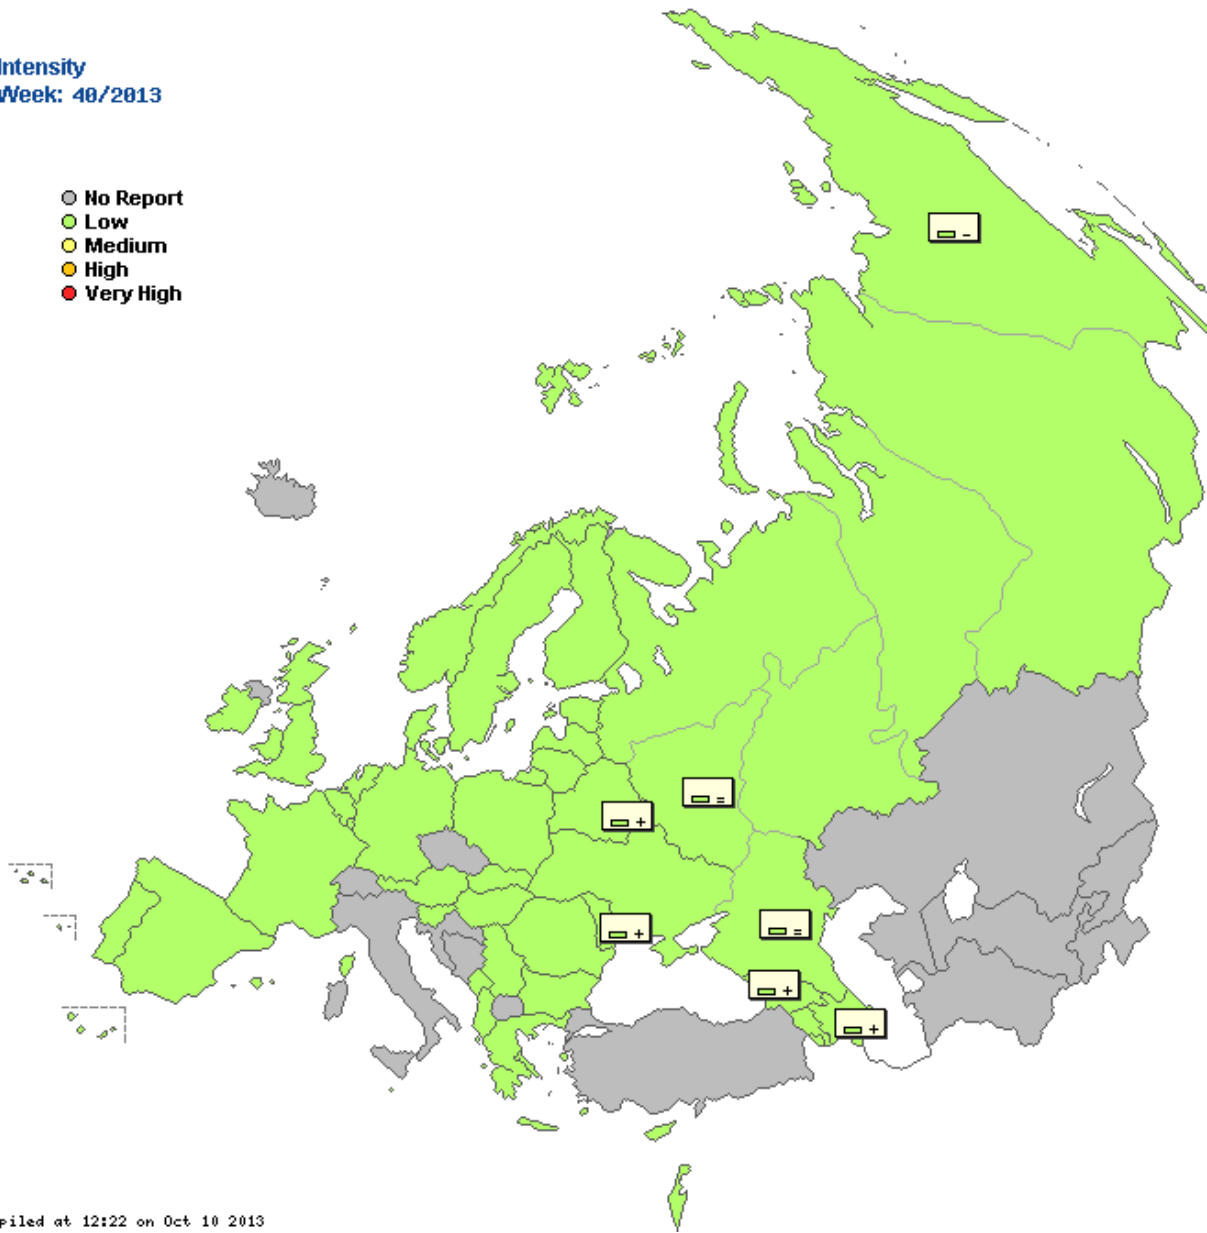 Intensity
Week: 40/2013
No Report
Low
Medium
High
Very High
-
=
+
+
=
+
+
piled at 12:22 on Oct 10 2013